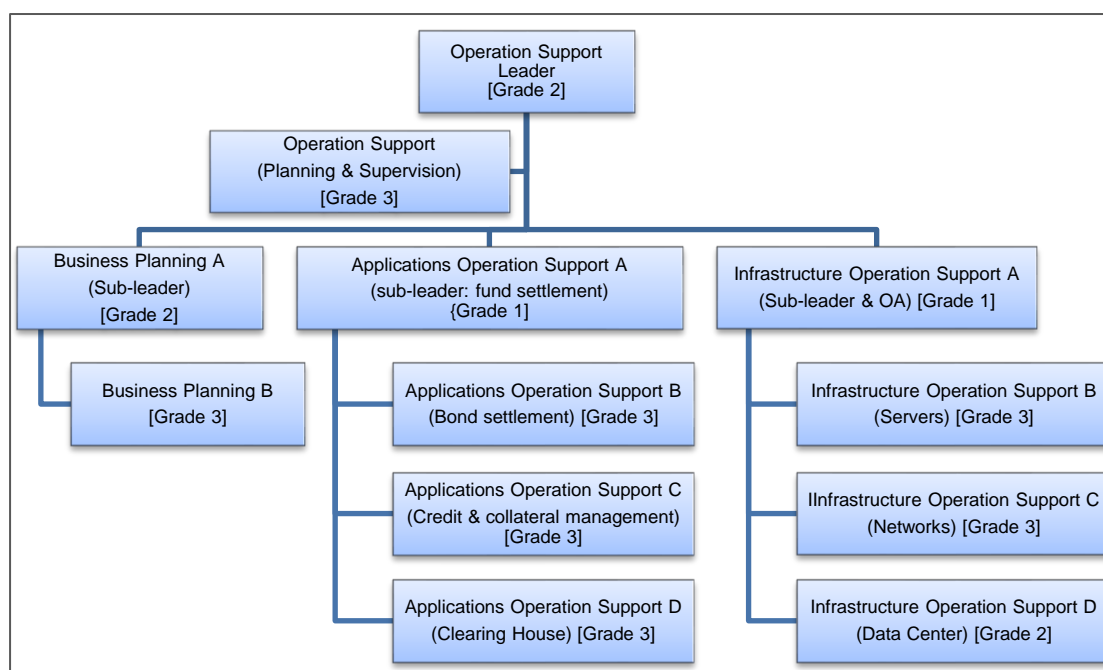 Operation Support
Leader
[Grade 2]
Operation Support
(Planning & Supervision)
[Grade 3]
Business Planning A
(Sub-leader)
[Grade 2]
Applications Operation Support A
(sub-leader: fund settlement)
{Grade 1]
Infrastructure Operation Support A
(Sub-leader & OA) [Grade 1]
Business Planning B
[Grade 3]
Applications Operation Support B
(Bond settlement) [Grade 3]
Infrastructure Operation Support B
(Servers) [Grade 3]
Applications Operation Support C
(Credit & collateral management)
[Grade 3]
IInfrastructure Operation Support C
(Networks) [Grade 3]
Applications Operation Support D
(Clearing House) [Grade 3]
Infrastructure Operation Support D
(Data Center) [Grade 2]